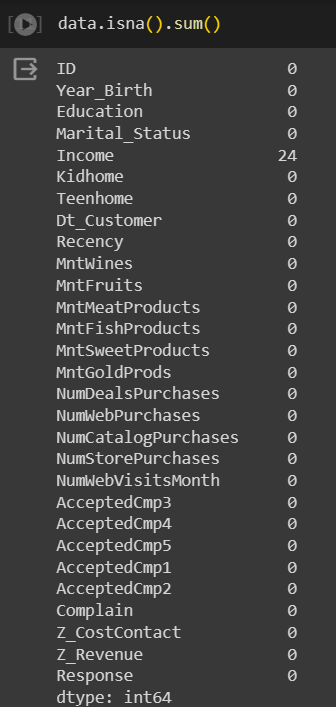 data.isna().sum()
ID 0
Year_Birth 0
Education 0
Marital_Status 0
Income 24
Kidhome 0
Teenhome 0
Dt_Customer 0
Recency 0
MntWines 0
MntFruits 0
MntMeatProducts 0
MntFishProducts 0
MntSweetProducts 0
MntGoldProds 0
NumDealsPurchases 0
NumWebPurchases 0
NumCatalogPurchases 0
NumStorePurchases 0
NumWebVisitsMonth 0
AcceptedCmp3 0
AcceptedCmp4 0
AcceptedCmp5 0
AcceptedCmp1 0
AcceptedCmp2 0
Complain 0
Z_CostContact 0
Z_Revenue 0
Response 0
dtype: int64